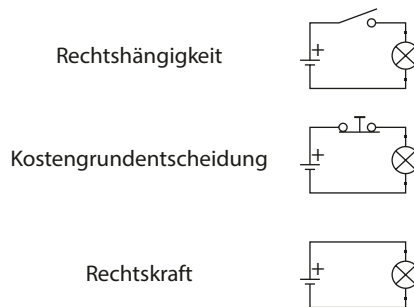 Rechtshängigkeit
+
Kostengrundentscheidung
+
Rechtskraft
+